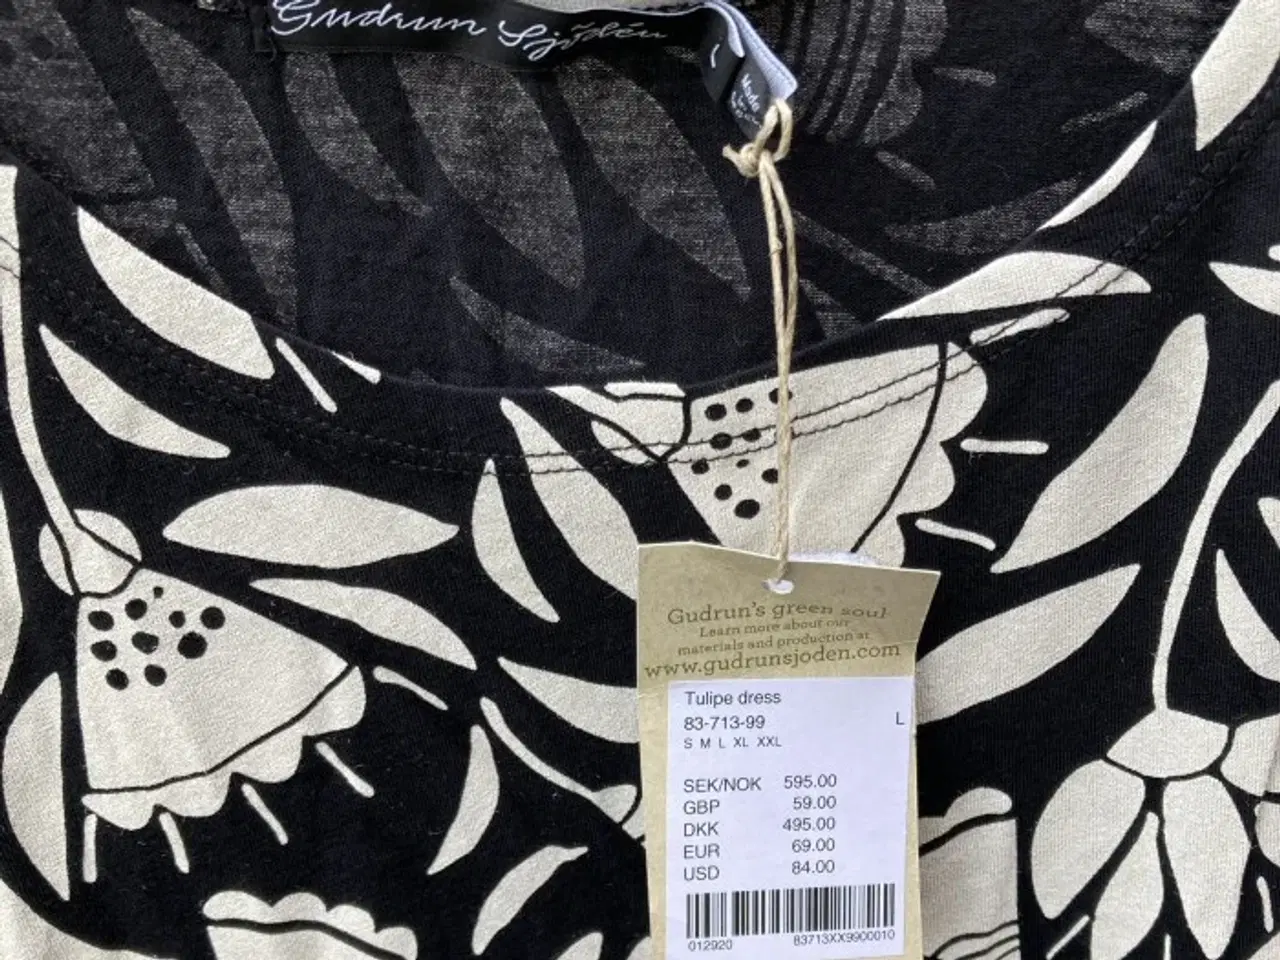 Gudrun Sjödén
L
Made
in
Gudrun's green soul
Learn more about our
materials and production at
www.gudrunsjoden.com
Tulipe dress
83-713-99 L
S M L XL XXL
SEK/NOK 595.00
GBP 59.00
DKK 495.00
EUR 69.00
USD 84.00
012920 83713XX9900010